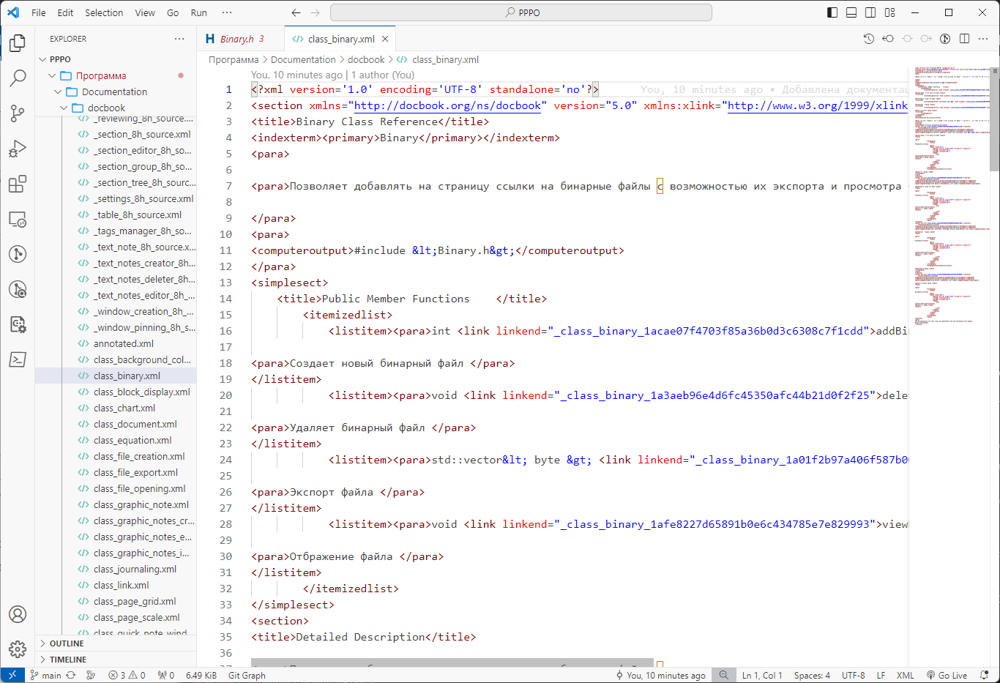 File Edit Selection View Go Run ··· PPPO
EXPLORER ···
PPPO
Программа
Documentation
docbook
_reviewing_8h_source....
_section_8h_source.xml
_section_editor_8h_so...
_section_group_8h_so...
_section_tree_8h_sourc...
_settings_8h_source.xml
_table_8h_source.xml
_tags_manager_8h_so...
_text_note_8h_source.x...
_text_notes_creator_8h...
_text_notes_deleter_8h...
_text_notes_editor_8h_...
_window_creation_8h_...
_window_pinning_8h_s...
annotated.xml
class_background_col...
class_binary.xml
class_block_display.xml
class_chart.xml
class_document.xml
class_equation.xml
class_file_creation.xml
class_file_export.xml
class_file_opening.xml
class_graphic_note.xml
class_graphic_notes_cr...
class_graphic_notes_e...
class_graphic_notes_i...
class_journaling.xml
class_link.xml
class_page_grid.xml
class_page_scale.xml
class_quick_note_wind...
OUTLINE
TIMELINE
Binary.h 3 class_binary.xml
Программа > Documentation > docbook > class_binary.xml
You, 10 minutes ago | 1 author (You)
1 <?xml version='1.0' encoding='UTF-8' standalone='no'?> You, 10 minutes ago • Добавлена документац
2 <section xmlns="http://docbook.org/ns/docbook" version="5.0" xmlns:xlink="http://www.w3.org/1999/xlink
3 <title>Binary Class Reference</title>
4 <indexterm><primary>Binary</primary></indexterm>
5 <para>
6
7 <para>Позволяет добавлять на страницу ссылки на бинарные файлы с возможностью их экспорта и просмотра
8
9 </para>
10 <para>
11 <computeroutput>#include &lt;Binary.h&gt;</computeroutput>
12 </para>
13 <simplesect>
14 <title>Public Member Functions </title>
15 <itemizedlist>
16 <listitem><para>int <link linkend="_class_binary_1acae07f4703f85a36b0d3c6308c7f1cdd">addBi
17
18 <para>Создает новый бинарный файл </para>
19 </listitem>
20 <listitem><para>void <link linkend="_class_binary_1a3aeb96e4d6fc45350afc44b21d0f2f25">dele
21
22 <para>Удаляет бинарный файл </para>
23 </listitem>
24 <listitem><para>std::vector&lt; byte &gt; <link linkend="_class_binary_1a01f2b97a406f587b0
25
26 <para>Экспорт файла </para>
27 </listitem>
28 <listitem><para>void <link linkend="_class_binary_1afe8227d65891b0e6c434785e7e829993">view
29
30 <para>Отбражение файла </para>
31 </listitem>
32 </itemizedlist>
33 </simplesect>
34 <section>
35 <title>Detailed Description</title>
36
main 3 0 0 6.49 KiB Git Graph You, 10 minutes ago Ln 1, Col 1 Spaces: 4 UTF-8 LF XML Go Live